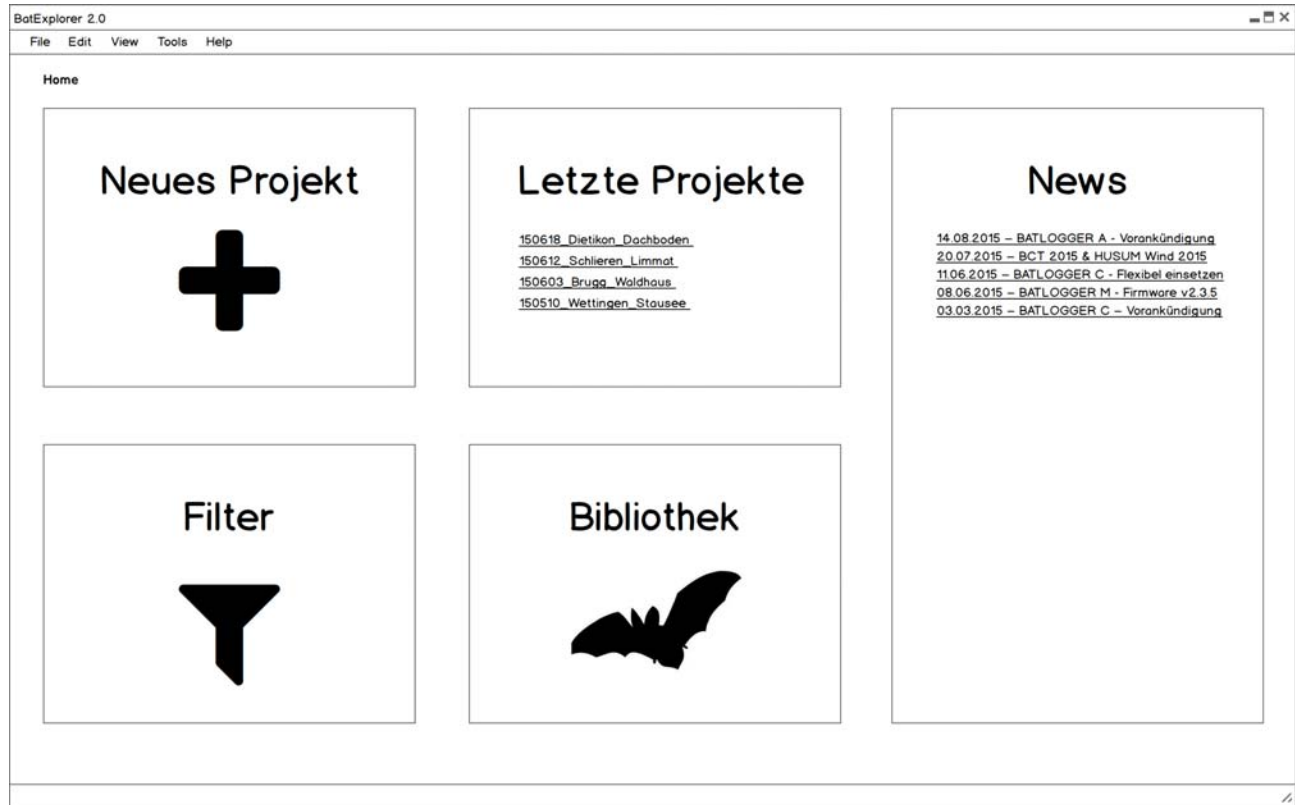 BatExplorer 2.0
File Edit View Tools Help
Home
Neues Projekt
Letzte Projekte
150618_Dietikon_Dachboden
150612_Schlieren_Limmat
150603_Brugg_Waldhaus
150510_Wettingen_Stausee
News
14.08.2015 – BATLOGGER A - Vorankündigung
20.07.2015 – BCT 2015 & HUSUM Wind 2015
11.06.2015 – BATLOGGER C - Flexibel einsetzen
08.06.2015 – BATLOGGER M - Firmware v2.3.5
03.03.2015 – BATLOGGER C – Vorankündigung
Filter
Bibliothek